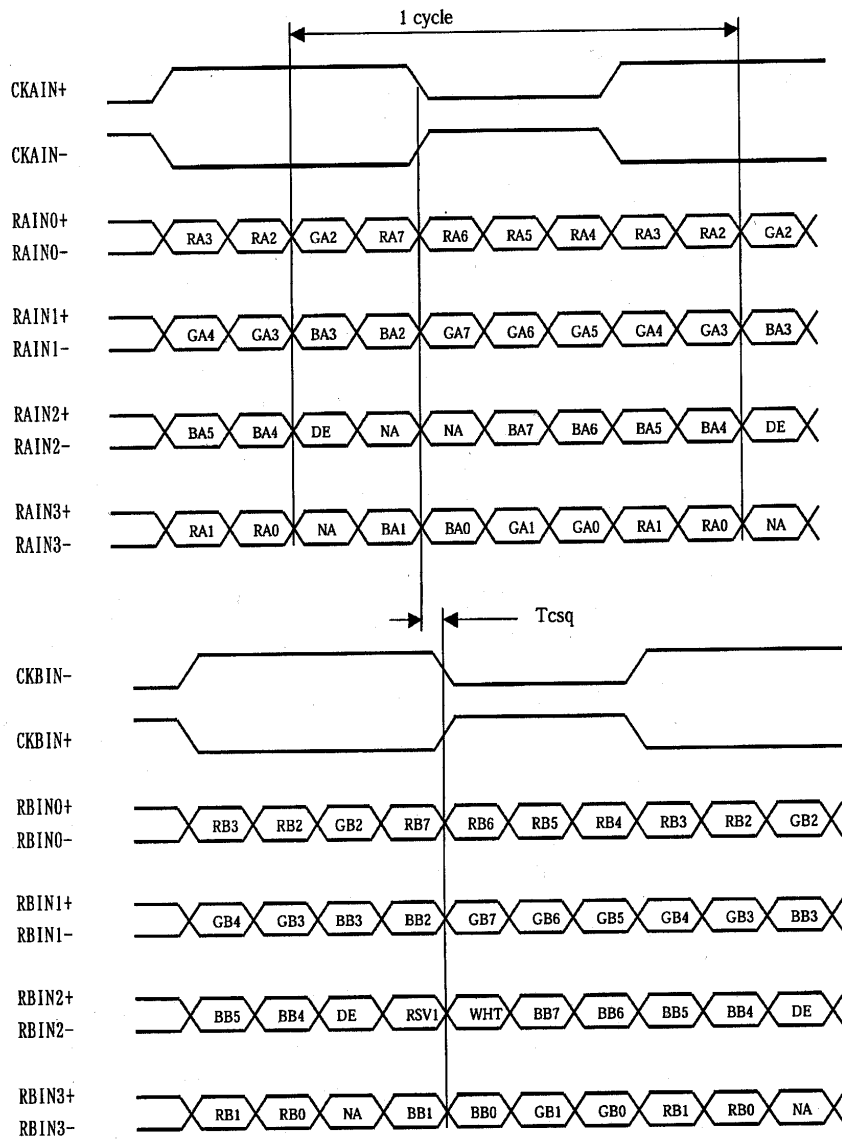 1 cycle
CKAIN+
CKAIN-
RAIN0+
RA3 RA2 GA2 RA7 RA6 RA5 RA4 RA3 RA2 GA2
RAIN0-
RAIN1+
GA4 GA3 BA3 BA2 GA7 GA6 GA5 GA4 GA3 BA3
RAIN1-
RAIN2+
BA5 BA4 DE NA NA BA7 BA6 BA5 BA4 DE
RAIN2-
RAIN3+
RA1 RA0 NA BA1 BA0 GA1 GA0 RA1 RA0 NA
RAIN3-
Tcsq
CKBIN-
CKBIN+
RBIN0+
RB3 RB2 GB2 RB7 RB6 RB5 RB4 RB3 RB2 GB2
RBIN0-
RBIN1+
GB4 GB3 BB3 BB2 GB7 GB6 GB5 GB4 GB3 BB3
RBIN1-
RBIN2+
BB5 BB4 DE RSV1 WHT BB7 BB6 BB5 BB4 DE
RBIN2-
RBIN3+
RB1 RB0 NA BB1 BB0 GB1 GB0 RB1 RB0 NA
RBIN3-